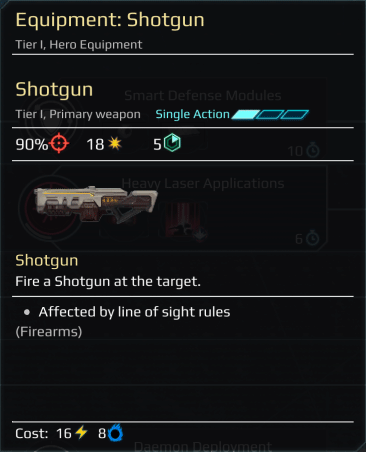 Equipment: Shotgun
Tier I, Hero Equipment
Shotgun
Smart Defense Modules
Tier I, Primary weapon Single Action
90% 18 5
10
Heavy Laser Applications
6
Shotgun
Fire a Shotgun at the target.
• Affected by line of sight rules
(Firearms)
Cost: 16 8
Daemon Deployment